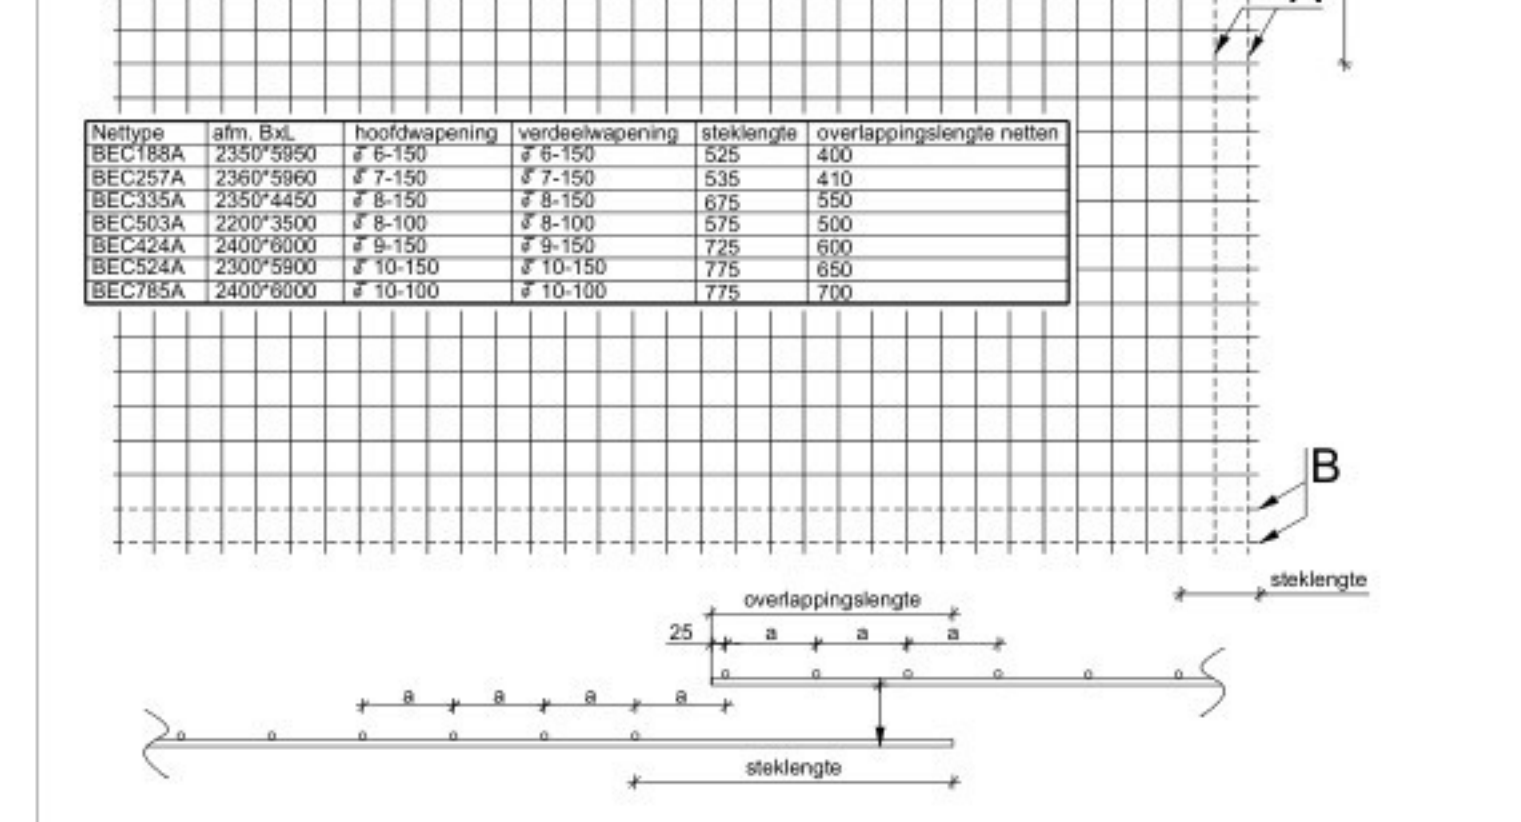 Nettype afm. BxL hoofdwapening verdeelwapening steklengte overlappingslengte netten
BEC188A 2350*5950 6-150 6-150 525 400
BEC257A 2360*5960 7-150 7-150 535 410
BEC335A 2350*4450 8-150 8-150 675 550
BEC503A 2200*3500 8-100 8-100 575 500
BEC424A 2400*6000 9-150 9-150 725 600
BEC524A 2300*5900 10-150 10-150 775 650
BEC785A 2400*6000 10-100 10-100 775 700
B
steklengte
overlappingslengte
25 a a a
a a a a
steklengte